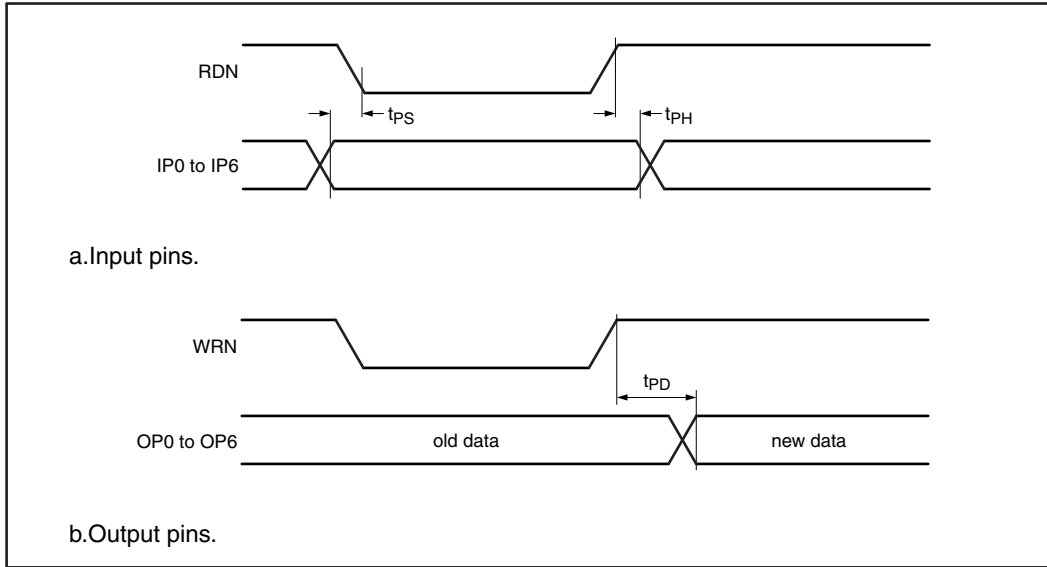 RDN
tPS
tPH
IP0 to IP6
a.Input pins.
WRN
tPD
OP0 to OP6
old data
new data
b.Output pins.